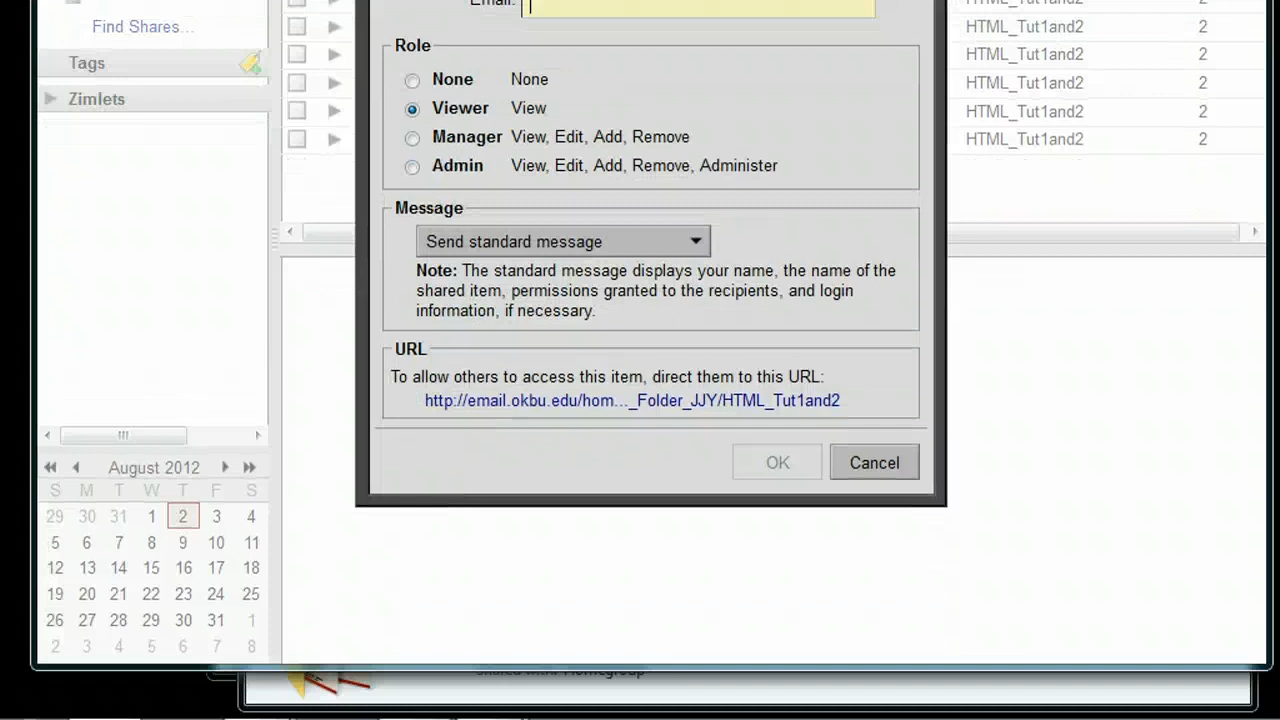 Email:
Find Shares...
HTML_Tut1and2 2
HTML_Tut1and2 2
HTML_Tut1and2 2
HTML_Tut1and2 2
HTML_Tut1and2 2
HTML_Tut1and2 2
Tags
Zimlets
Role
None None
Viewer View
Manager View, Edit, Add, Remove
Admin View, Edit, Add, Remove, Administer
Message
Send standard message
Note: The standard message displays your name, the name of the
shared item, permissions granted to the recipients, and login
information, if necessary.
URL
To allow others to access this item, direct them to this URL:
http://email.okbu.edu/hom..._Folder_JJY/HTML_Tut1and2
OK Cancel
August 2012
S M T W T F S
29 30 31 1 2 3 4
5 6 7 8 9 10 11
12 13 14 15 16 17 18
19 20 21 22 23 24 25
26 27 28 29 30 31 1
2 3 4 5 6 7 8